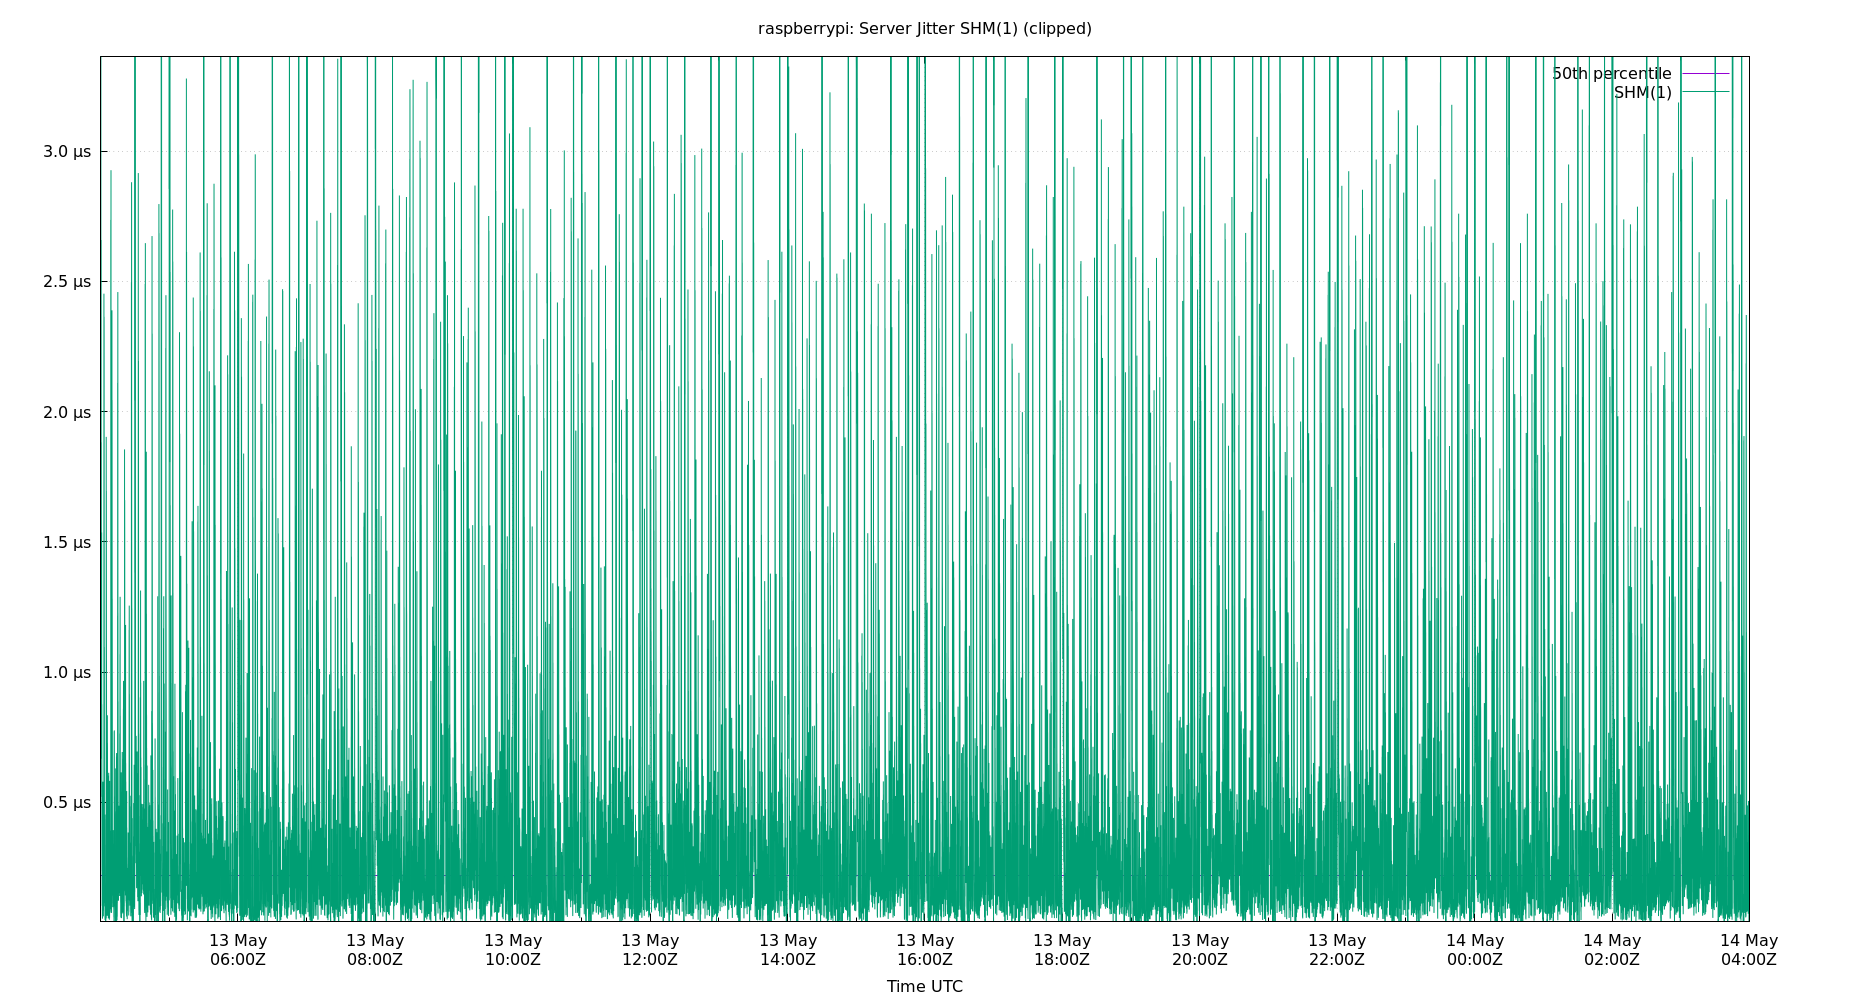 raspberrypi: Server Jitter SHM(1) (clipped)
50th percentile
SHM(1)
3.0 µs
2.5 µs
2.0 µs
1.5 µs
1.0 µs
0.5 µs
13 May 13 May 13 May 13 May 13 May 13 May 13 May 13 May 13 May 14 May 14 May 14 May
06:00Z 08:00Z 10:00Z 12:00Z 14:00Z 16:00Z 18:00Z 20:00Z 22:00Z 00:00Z 02:00Z 04:00Z
Time UTC